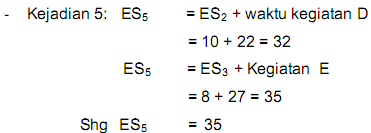 - Kejadian 5: ES₅ = ES₂ + waktu kegiatan D
= 10 + 22 = 32
ES₅ = ES₃ + Kegiatan E
= 8 + 27 = 35
Shg ES₅ = 35